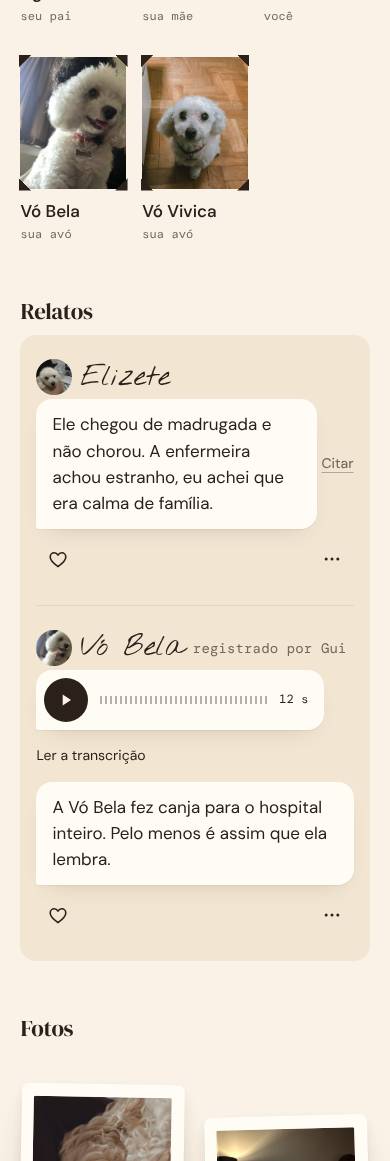 seu pai sua mãe você
Vó Bela Vó Vivica
sua avó sua avó
Relatos
Elizete
Ele chegou de madrugada e
não chorou. A enfermeira
achou estranho, eu achei que
era calma de família.
Citar
Vó Bela registrado por Gui
12 s
Ler a transcrição
A Vó Bela fez canja para o hospital
inteiro. Pelo menos é assim que ela
lembra.
Fotos